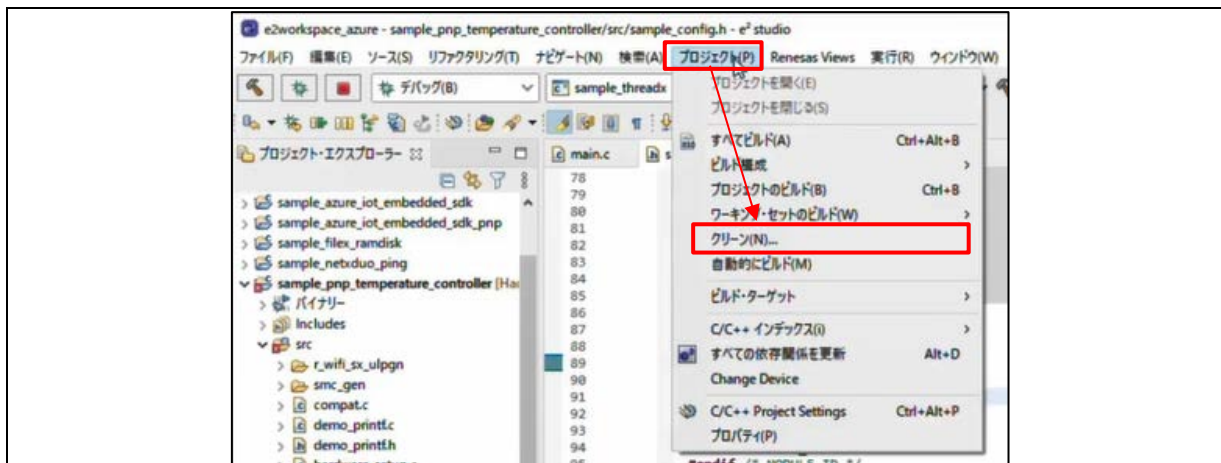 e2workspace_azure - sample_pnp_temperature_controller/src/sample_config.h - e² studio
ファイル(F) 編集(E) ソース(S) リファクタリング(T) ナビゲート(N) 検索(A) プロジェクト(P) Renesas Views 実行(R) ウィンドウ(W)
デバッグ(B)
sample_threadx
プロジェクト・エクスプローラー
sample_azure_iot_embedded_sdk
sample_azure_iot_embedded_sdk_pnp
sample_filex_ramdisk
sample_netxduo_ping
sample_pnp_temperature_controller [Ha
バイナリー
Includes
src
r_wifi_sx_ulpgn
smc_gen
compat.c
demo_printf.c
demo_printf.h
main.c
78
79
80
81
82
83
84
85
86
87
88
89
90
91
92
93
94
プロジェクトを開く(E)
プロジェクトを閉じる(S)
すべてビルド(A) Ctrl+Alt+B
ビルド構成
プロジェクトのビルド(B) Ctrl+B
ワーキング・セットのビルド(W)
クリーン(N)...
自動的にビルド(M)
ビルド・ターゲット
C/C++ インデックス(i)
すべての依存関係を更新 Alt+D
Change Device
C/C++ Project Settings Ctrl+Alt+P
プロパティ(P)